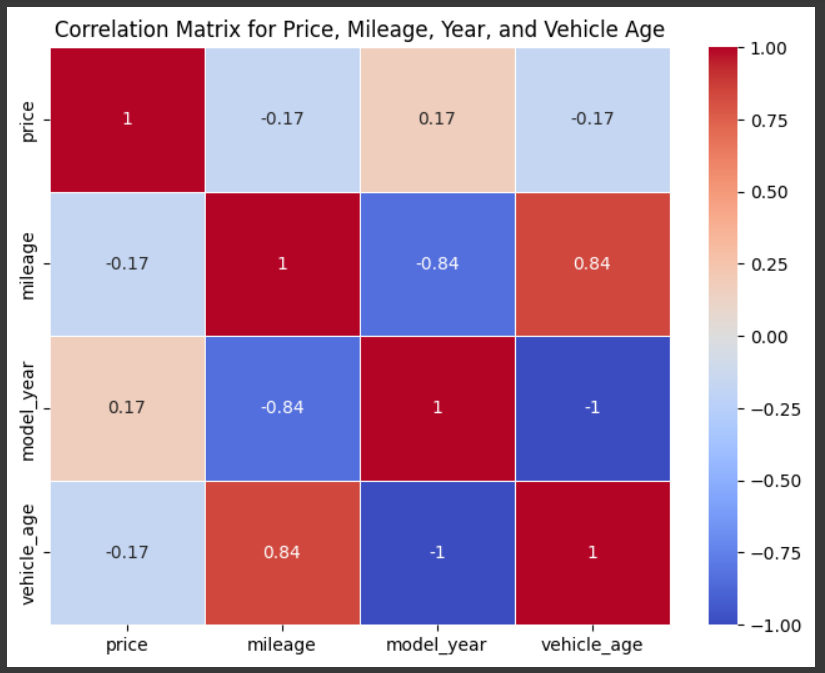 Correlation Matrix for Price, Mileage, Year, and Vehicle Age
price
1
-0.17
0.17
-0.17
mileage
-0.17
1
-0.84
0.84
model_year
0.17
-0.84
1
-1
vehicle_age
-0.17
0.84
-1
1
price
mileage
model_year
vehicle_age
1.00
0.75
0.50
0.25
0.00
−0.25
−0.50
−0.75
−1.00